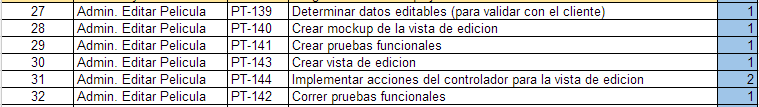 27 Admin. Editar Pelicula PT-139 Determinar datos editables (para validar con el cliente) 1
28 Admin. Editar Pelicula PT-140 Crear mockup de la vista de edicion 1
29 Admin. Editar Pelicula PT-141 Crear pruebas funcionales 1
30 Admin. Editar Pelicula PT-143 Crear vista de edicion 1
31 Admin. Editar Pelicula PT-144 Implementar acciones del controlador para la vista de edicion 2
32 Admin. Editar Pelicula PT-142 Correr pruebas funcionales 1